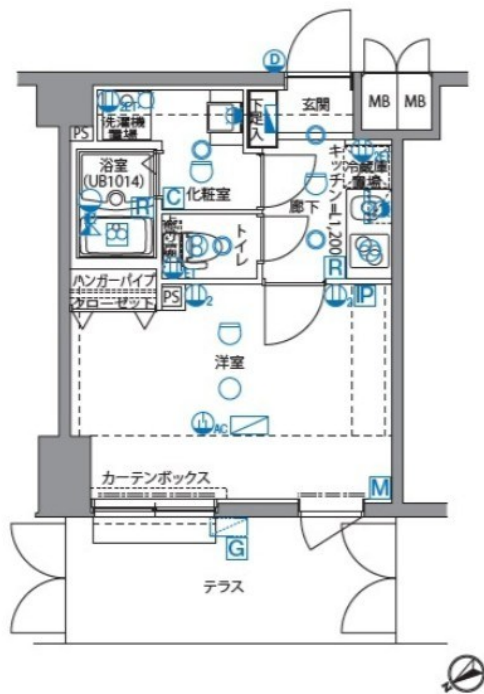 D
玄関
MB
MB
下足入
洗濯機
置場
PS
浴室
(UB1014)
R
C
化粧室
廊下
キッチンL=1,200
冷蔵庫
置場
トイレ
R
ハンガーパイプ
クローゼット
PS
2
2
IP
洋室
AC
M
カーテンボックス
G
テラス